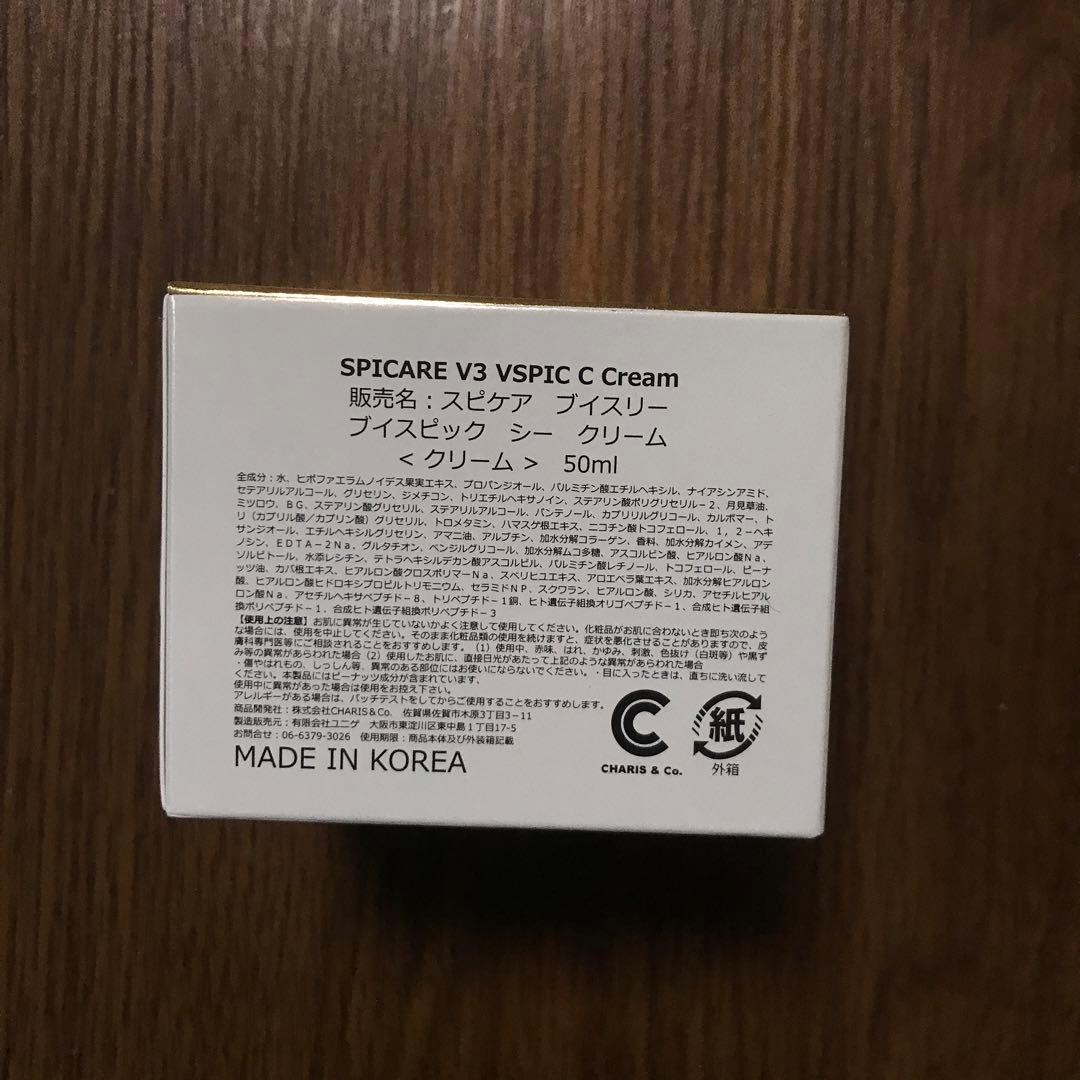 SPICARE V3 VSPIC C Cream
販売名：スピケア　ブイスリー
ブイスピック　シー　クリーム
＜クリーム＞　50ml
全成分：水、ヒポファエラムノイデス果実エキス、プロパンジオール、パルミチン酸エチルヘキシル、ナイアシンアミド、
セテアリルアルコール、グリセリン、ジメチコン、トリエチルヘキサノイン、ステアリン酸ポリグリセリル－2、月見草油、
ミツロウ、ＢＧ、ステアリン酸グリセリル、ステアリルアルコール、パンテノール、カプリリルグリコール、カルボマー、ト
リ（カプリル酸／カプリン酸）グリセリル、トロメタミン、ハマスゲ根エキス、ニコチン酸トコフェロール、１，２－ヘキ
サンジオール、エチルヘキシルグリセリン、アマニ油、アルブチン、加水分解コラーゲン、香料、加水分解カイメン、アデ
ノシン、ＥＤＴＡ－２Ｎａ、グルタチオン、ベンジルグリコール、加水分解ムコ多糖、アスコルビン酸、ヒアルロン酸Ｎａ、
ソルビトール、水添レシチン、テトラヘキシルデカン酸アスコルビル、パルミチン酸レチノール、トコフェロール、ピーナ
ッツ油、カバ根エキス、ヒアルロン酸クロスポリマーＮａ、スベリヒユエキス、アロエベラ葉エキス、加水分解ヒアルロン
酸、ヒアルロン酸ヒドロキシプロピルトリモニウム、セラミドＮＰ、スクワラン、ヒアルロン酸、シリカ、アセチルヒアル
ロン酸Ｎａ、アセチルヘキサペプチド－８、トリペプチド－１銅、ヒト遺伝子組換オリゴペプチド－１、合成ヒト遺伝子組
換ポリペプチド－１、合成ヒト遺伝子組換ポリペプチド－３
【使用上の注意】お肌に異常が生じていないかよく注意して使用してください。化粧品がお肌に合わないとき即ち次のよう
な場合には、使用を中止してください。そのまま化粧品類の使用を続けますと、症状を悪化させることがありますので、皮
膚科専門医等にご相談されることをおすすめします。（1）使用中、赤味、はれ、かゆみ、刺激、色抜け（白斑等）や黒ず
み等の異常があらわれた場合（2）使用したお肌に、直接日光があたって上記のような異常があらわれた場合
・傷やはれもの、しっしん等、異常のある部位にはお使いにならないでください。・目に入ったときは、直ちに洗い流して
ください。本製品にはピーナッツ成分が含まれています。
使用中に異常があった場合は使用をお控え下さい。
アレルギーがある場合は、パッチテストをしてからご使用することをおすすめします。
商品開発社：株式会社CHARIS＆Co.　佐賀県佐賀市木原3丁目3－11
製造販売元：有限会社ユニゲ　大阪市東淀川区東中島１丁目17-5
お問合せ：06-6379-3026　使用期限：商品本体及び外装箱記載
MADE IN KOREA
CHARIS & Co.
紙
外箱